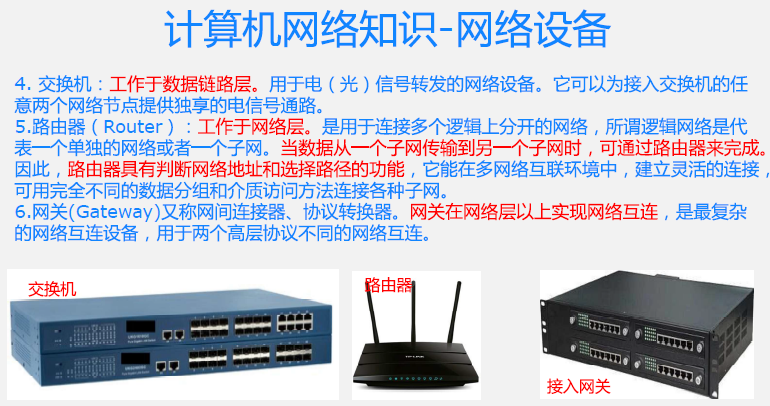 计算机网络知识-网络设备
4. 交换机：工作于数据链路层。用于电（光）信号转发的网络设备。它可以为接入交换机的任
意两个网络节点提供独享的电信号通路。
5.路由器（Router）：工作于网络层。是用于连接多个逻辑上分开的网络，所谓逻辑网络是代
表一个单独的网络或者一个子网。当数据从一个子网传输到另一个子网时，可通过路由器来完成。
因此，路由器具有判断网络地址和选择路径的功能，它能在多网络互联环境中，建立灵活的连接，
可用完全不同的数据分组和介质访问方法连接各种子网。
6.网关(Gateway)又称网间连接器、协议转换器。网关在网络层以上实现网络互连，是最复杂
的网络互连设备，用于两个高层协议不同的网络互连。
交换机
路由器
TP-LINK
接入网关